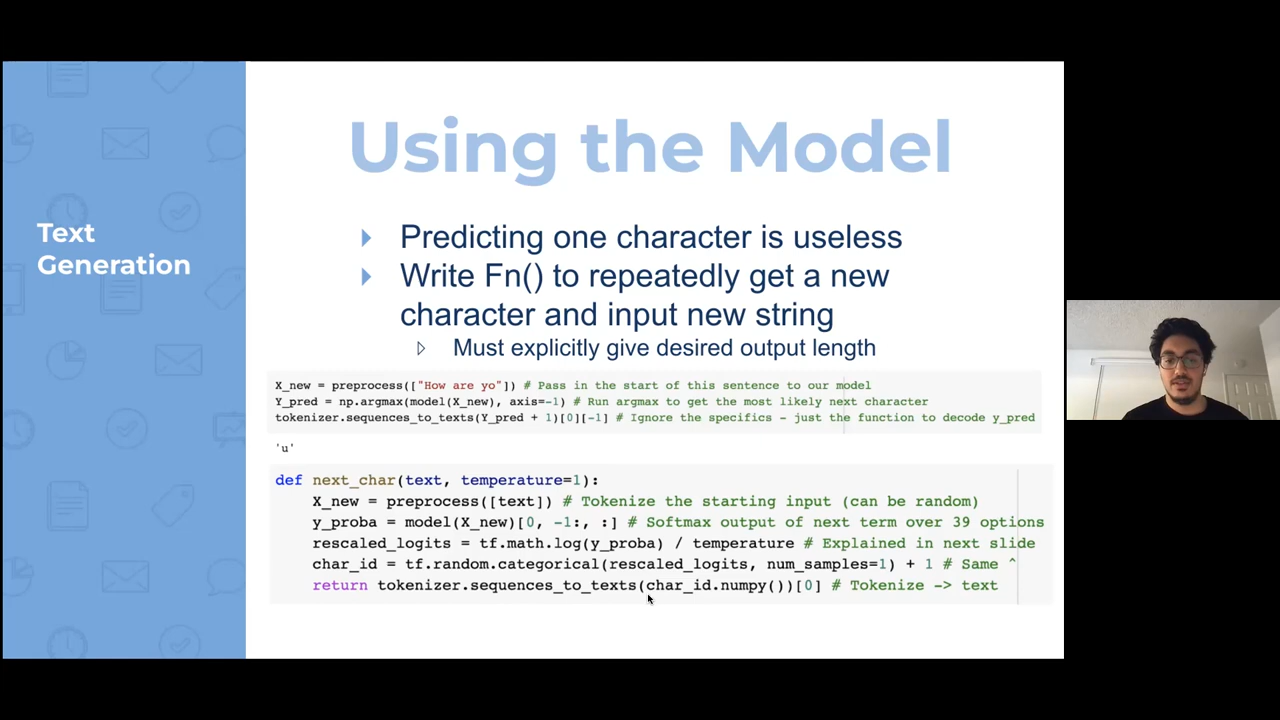 Text
Generation
Using the Model
Predicting one character is useless
Write Fn() to repeatedly get a new
character and input new string
Must explicitly give desired output length
X_new = preprocess(["How are yo"]) # Pass in the start of this sentence to our model
Y_pred = np.argmax(model(X_new), axis=-1) # Run argmax to get the most likely next character
tokenizer.sequences_to_texts(Y_pred + 1)[0][-1] # Ignore the specifics - just the function to decode y_pred
'u'
def next_char(text, temperature=1):
    X_new = preprocess([text]) # Tokenize the starting input (can be random)
    y_proba = model(X_new)[0, -1:, :] # Softmax output of next term over 39 options
    rescaled_logits = tf.math.log(y_proba) / temperature # Explained in next slide
    char_id = tf.random.categorical(rescaled_logits, num_samples=1) + 1 # Same ^
    return tokenizer.sequences_to_texts(char_id.numpy())[0] # Tokenize -> text